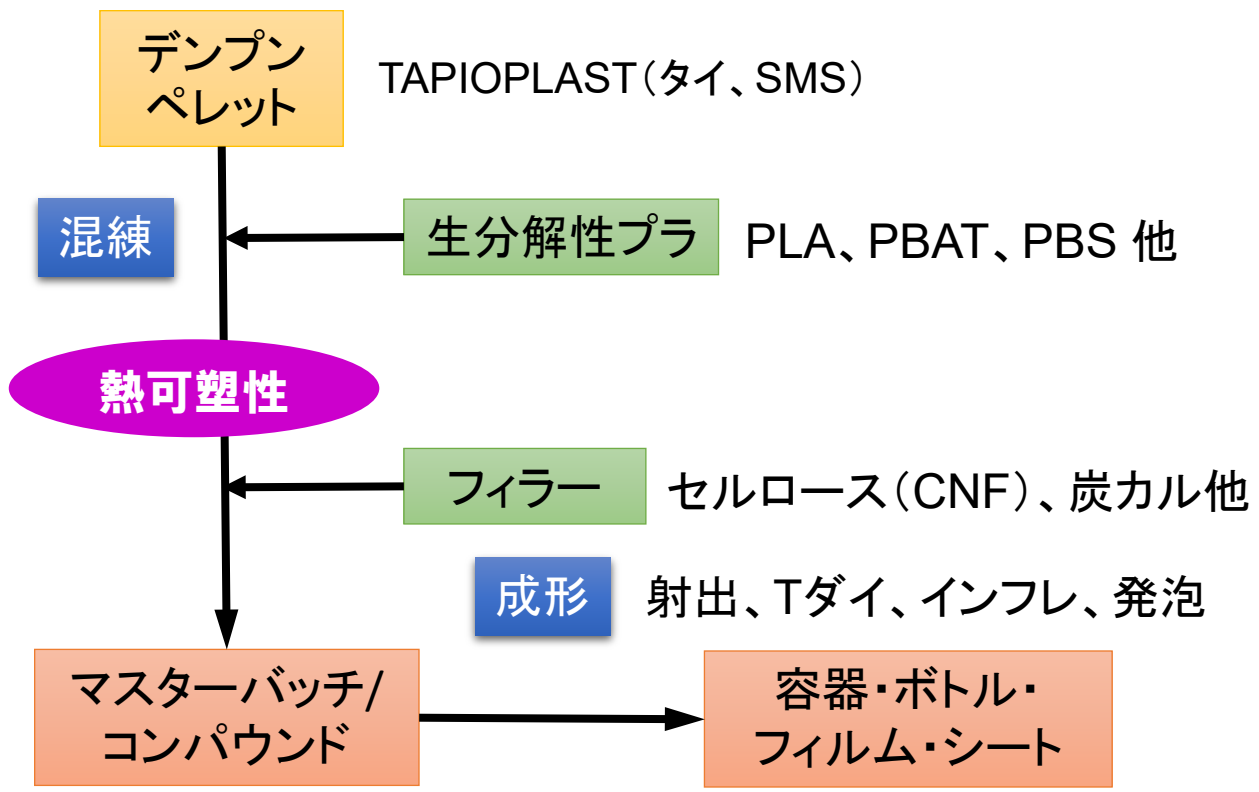 デンプン
ペレット
TAPIOPLAST(タイ、SMS)
混練
生分解性プラ
PLA、PBAT、PBS 他
熱可塑性
フィラー
セルロース(CNF)、炭カル他
成形
射出、Tダイ、インフレ、発泡
マスターバッチ/
コンパウンド
容器・ボトル・
フィルム・シート